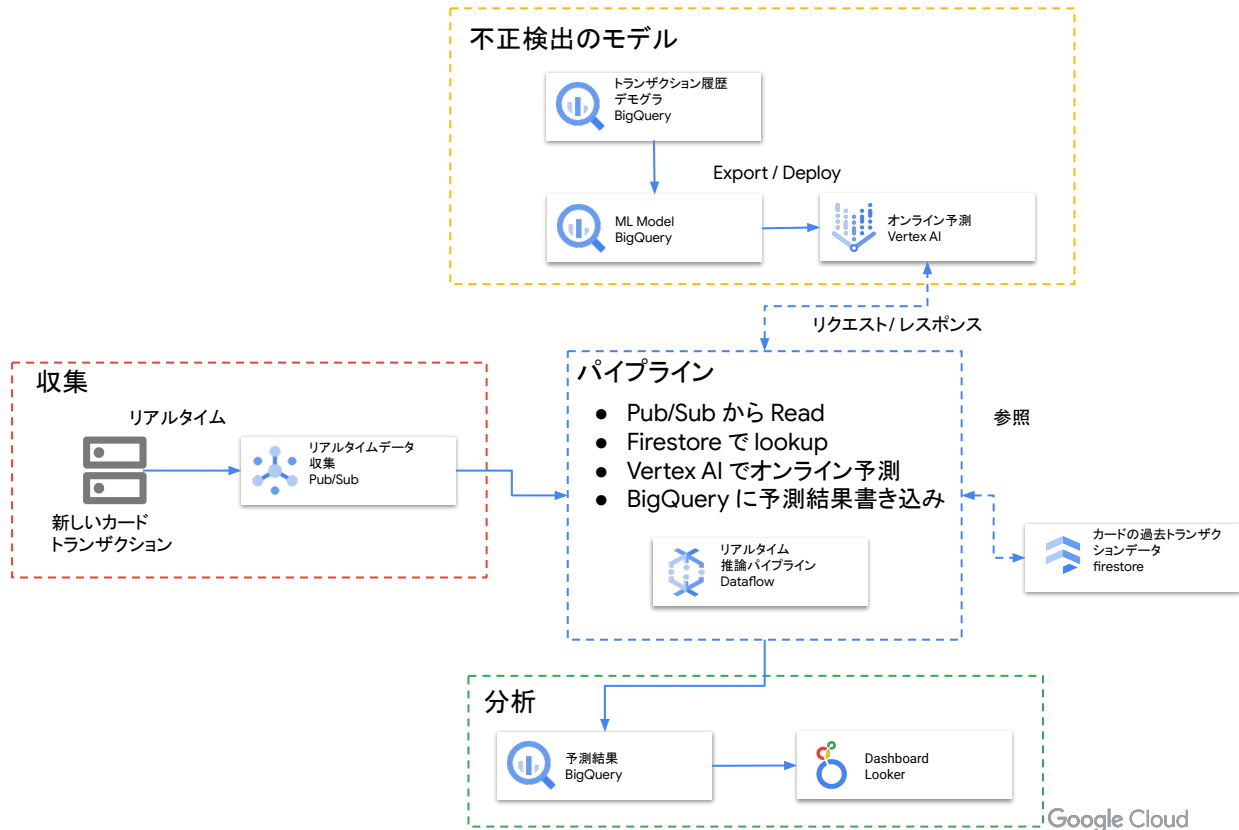 不正検出のモデル
トランザクション履歴
デモグラ
BigQuery
Export / Deploy
ML Model
BigQuery
オンライン予測
Vertex AI
リクエスト/ レスポンス
収集
リアルタイム
新しいカード
トランザクション
リアルタイムデータ
収集
Pub/Sub
パイプライン
● Pub/Sub から Read
● Firestore で lookup
● Vertex AI でオンライン予測
● BigQuery に予測結果書き込み
リアルタイム
推論パイプライン
Dataflow
参照
カードの過去トランザク
ションデータ
firestore
分析
予測結果
BigQuery
Dashboard
Looker
Google Cloud